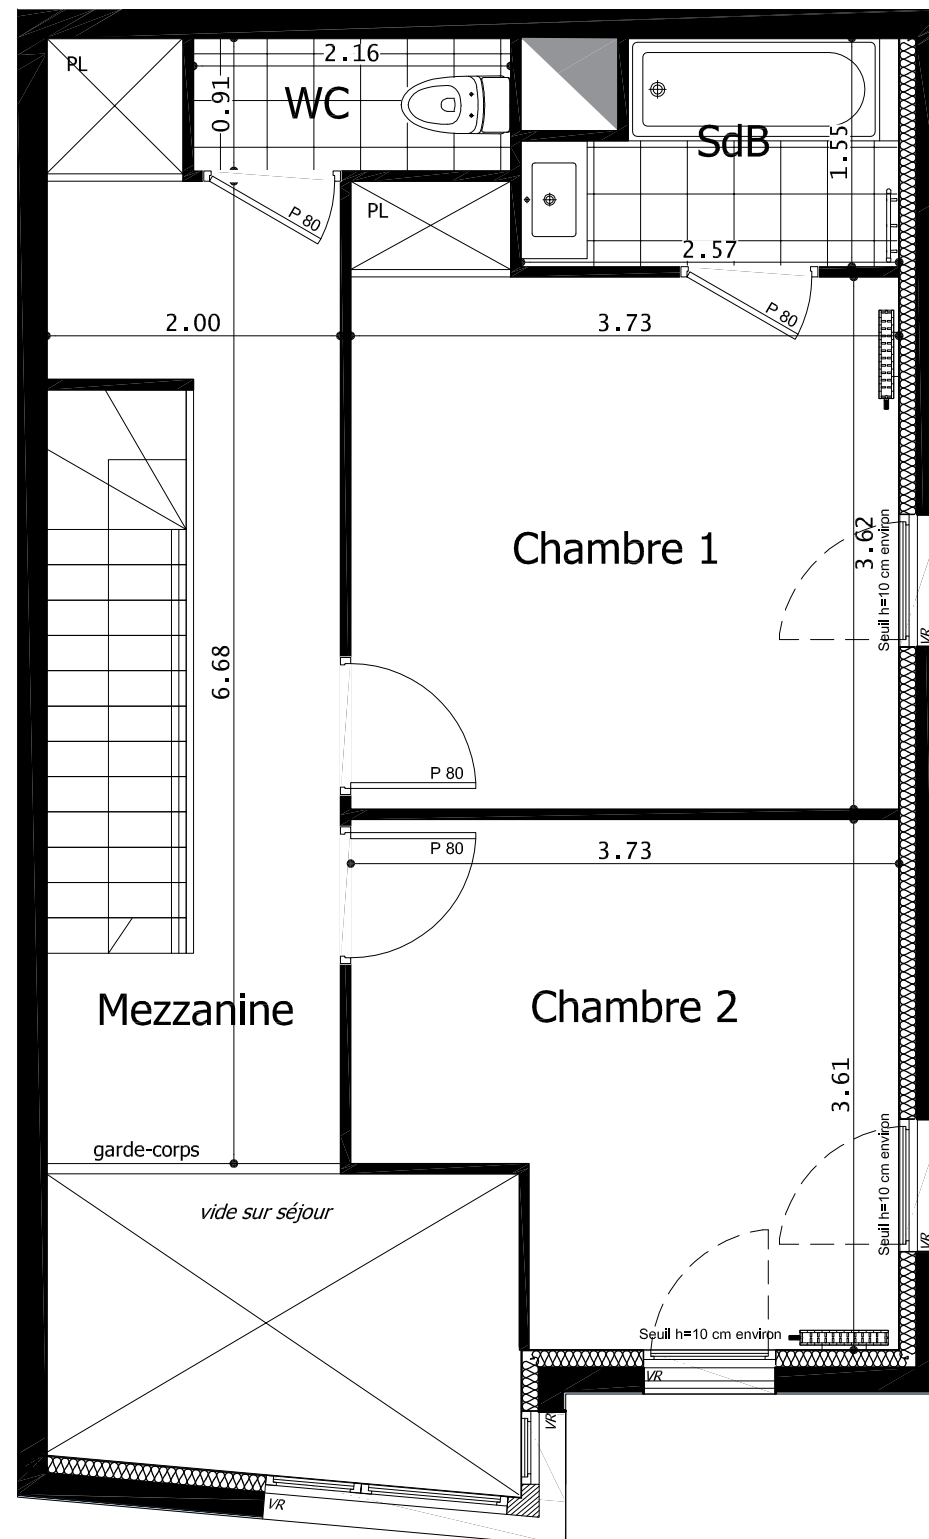 PL
2.16
0.91
WC
SdB
1.55
P 80
PL
2.57
P 80
2.00
3.73
Chambre 1
3.62
Seuil h=10 cm environ
VR
6.68
P 80
P 80
3.73
Mezzanine
Chambre 2
3.61
garde-corps
Seuil h=10 cm environ
vide sur séjour
VR
Seuil h=10 cm environ
VR
VR
VR